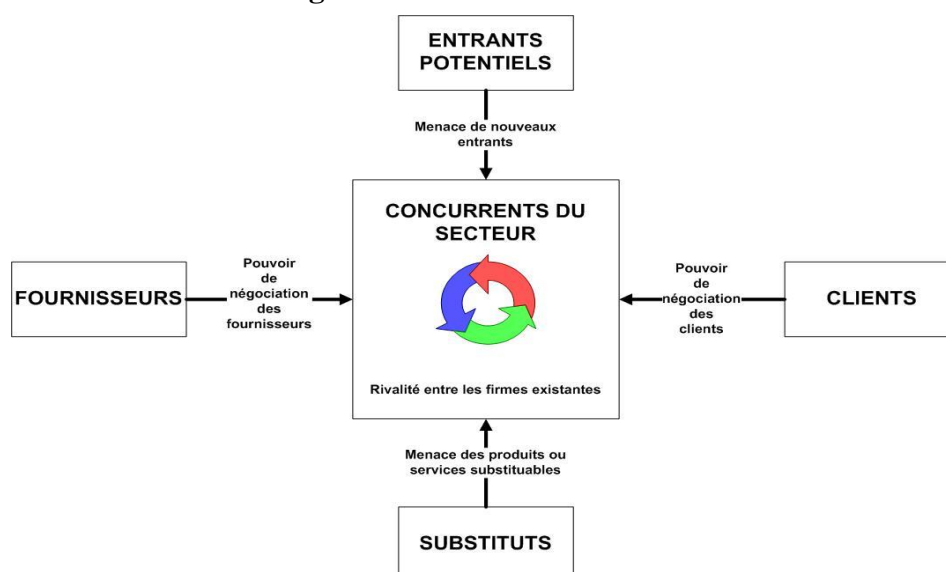 ENTRANTS
POTENTIELS
Menace de nouveaux
entrants
CONCURRENTS DU
SECTEUR
FOURNISSEURS
Pouvoir
de
négociation
des
fournisseurs
Pouvoir
de
négociation
des
clients
CLIENTS
Rivalité entre les firmes existantes
Menace des produits ou
services substituables
SUBSTITUTS